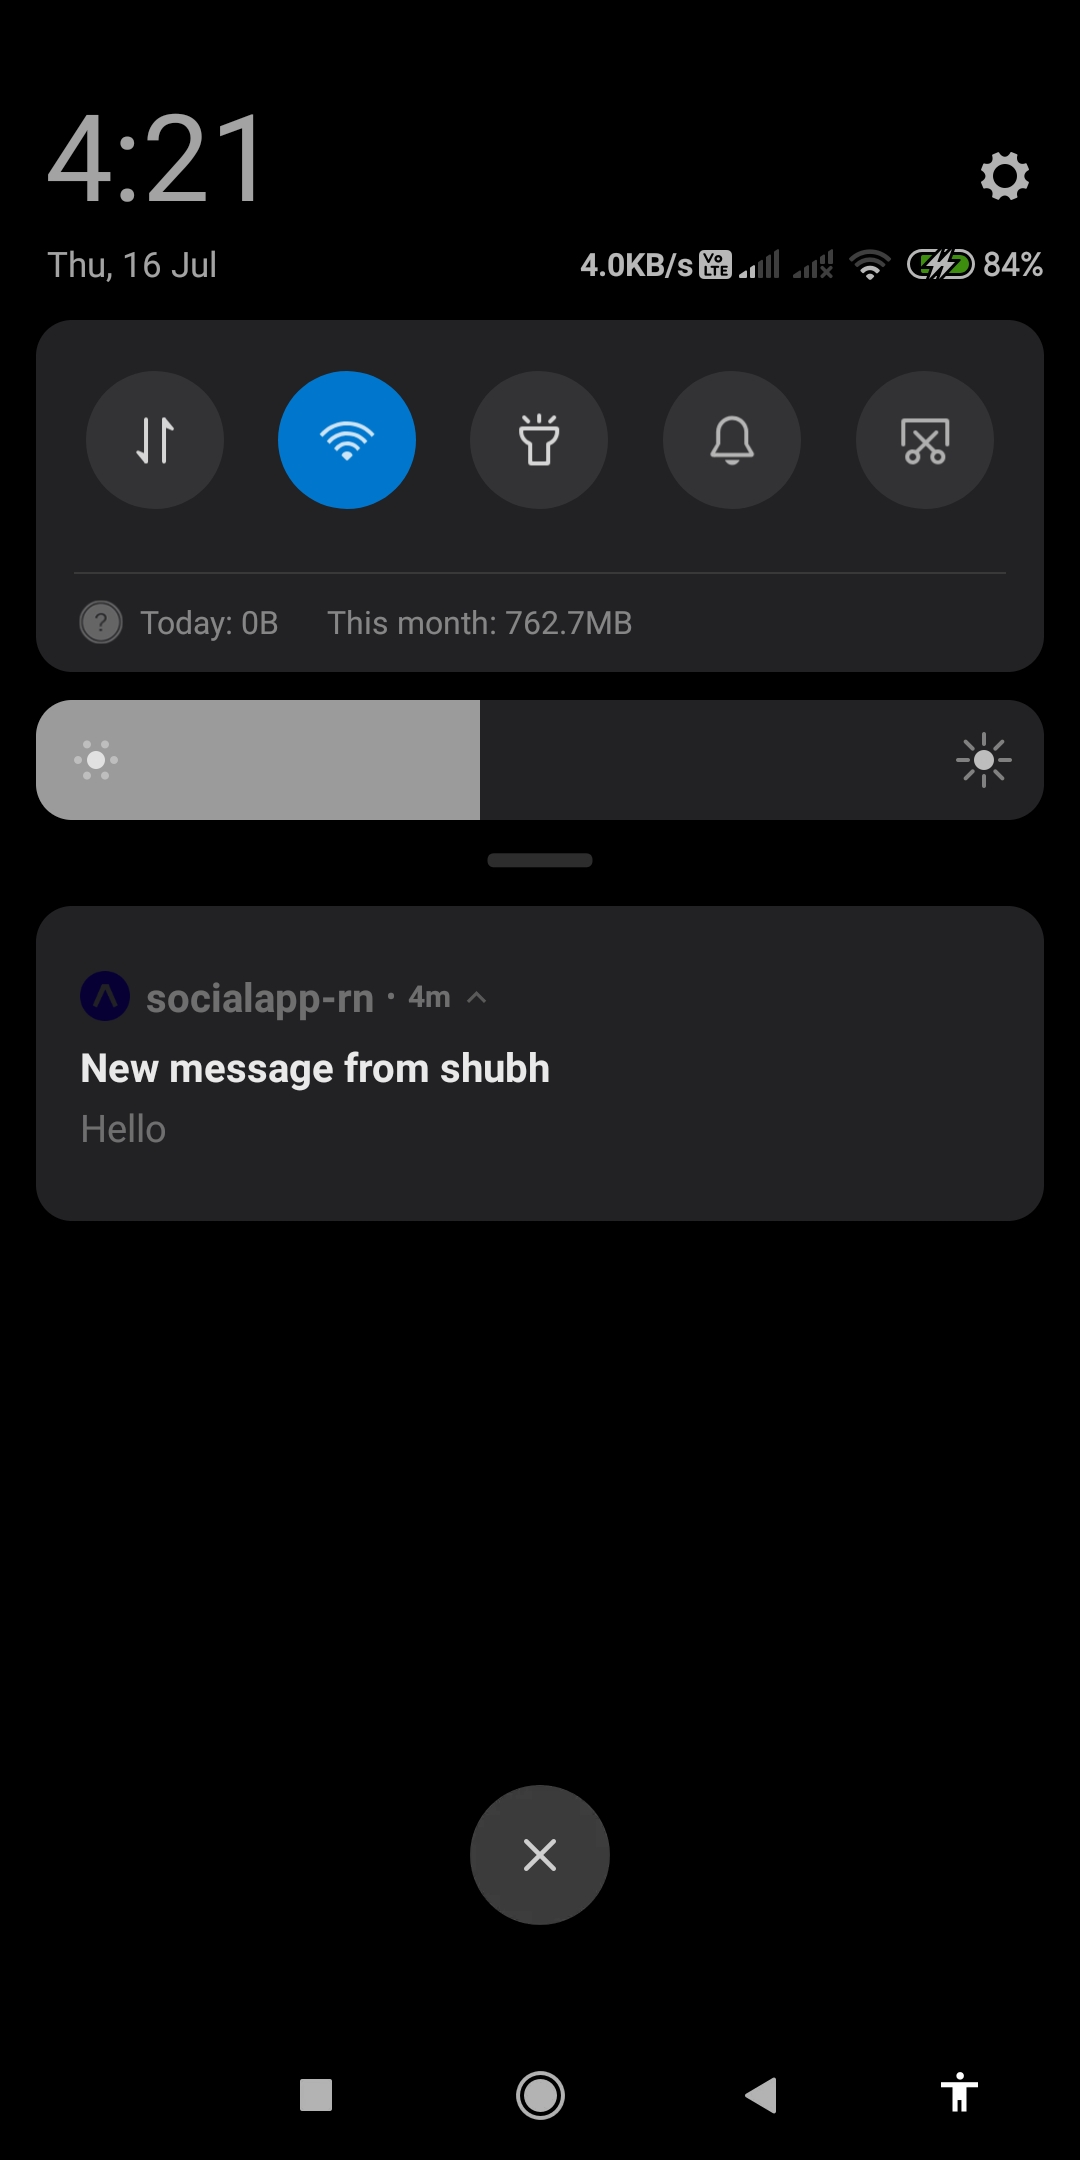 4:21
Thu, 16 Jul
4.0KB/s Vo LTE 84%
? Today: 0B This month: 762.7MB
socialapp-rn · 4m
New message from shubh
Hello